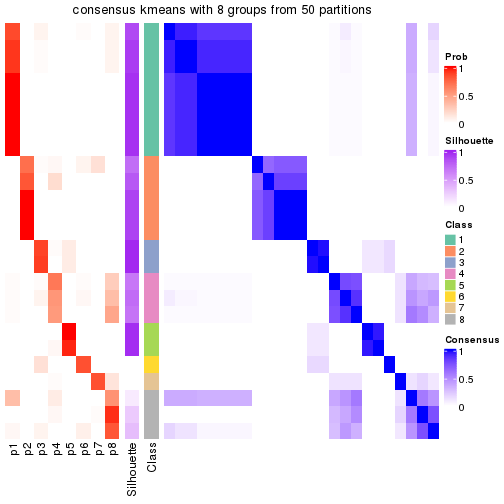 consensus kmeans with 8 groups from 50 partitions
Prob
1
0.5
0
Silhouette
1
0.5
0
Class
1
2
3
4
5
6
7
8
Consensus
1
0.5
0
p1
p2
p3
p4
p5
p6
p7
p8
Silhouette
Class